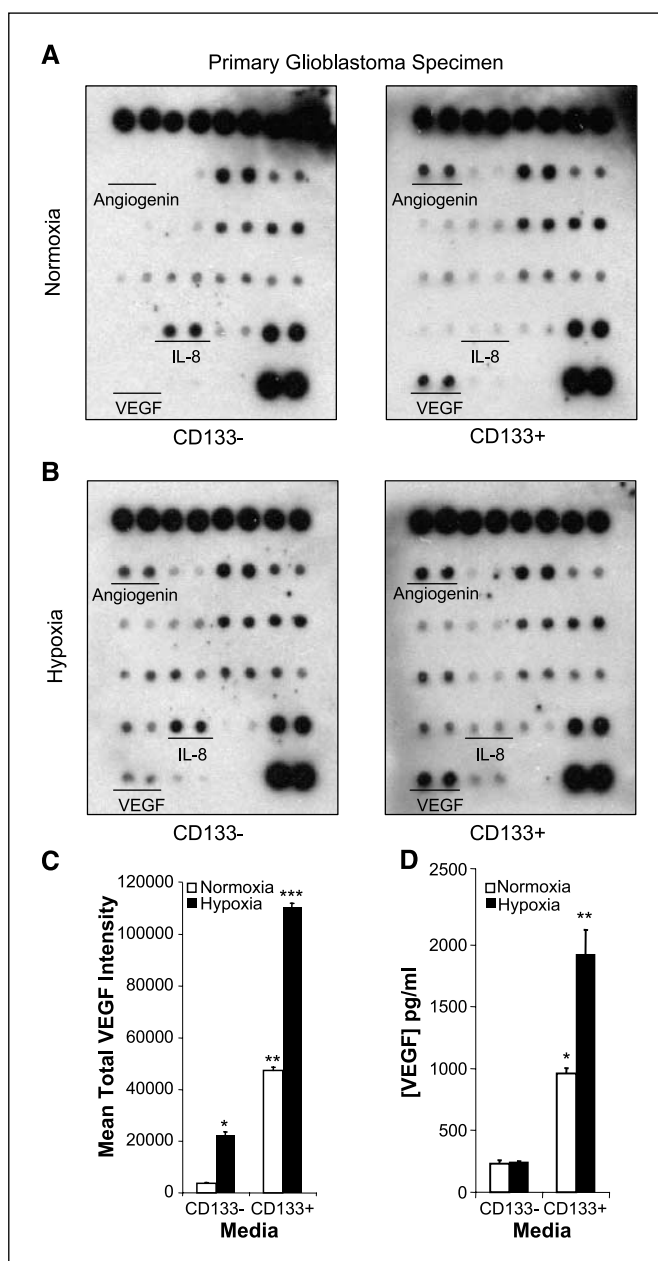 A
Primary Glioblastoma Specimen
Normoxia
Angiogenin
IL-8
VEGF
CD133-
Angiogenin
IL-8
VEGF
CD133+
B
Hypoxia
Angiogenin
IL-8
VEGF
CD133-
Angiogenin
IL-8
VEGF
CD133+
C
Mean Total VEGF Intensity
120000
100000
80000
60000
40000
20000
0
Normoxia
Hypoxia
*
**
***
CD133- CD133+
Media
D
[VEGF] pg/ml
2500
2000
1500
1000
500
0
Normoxia
Hypoxia
*
**
CD133- CD133+
Media